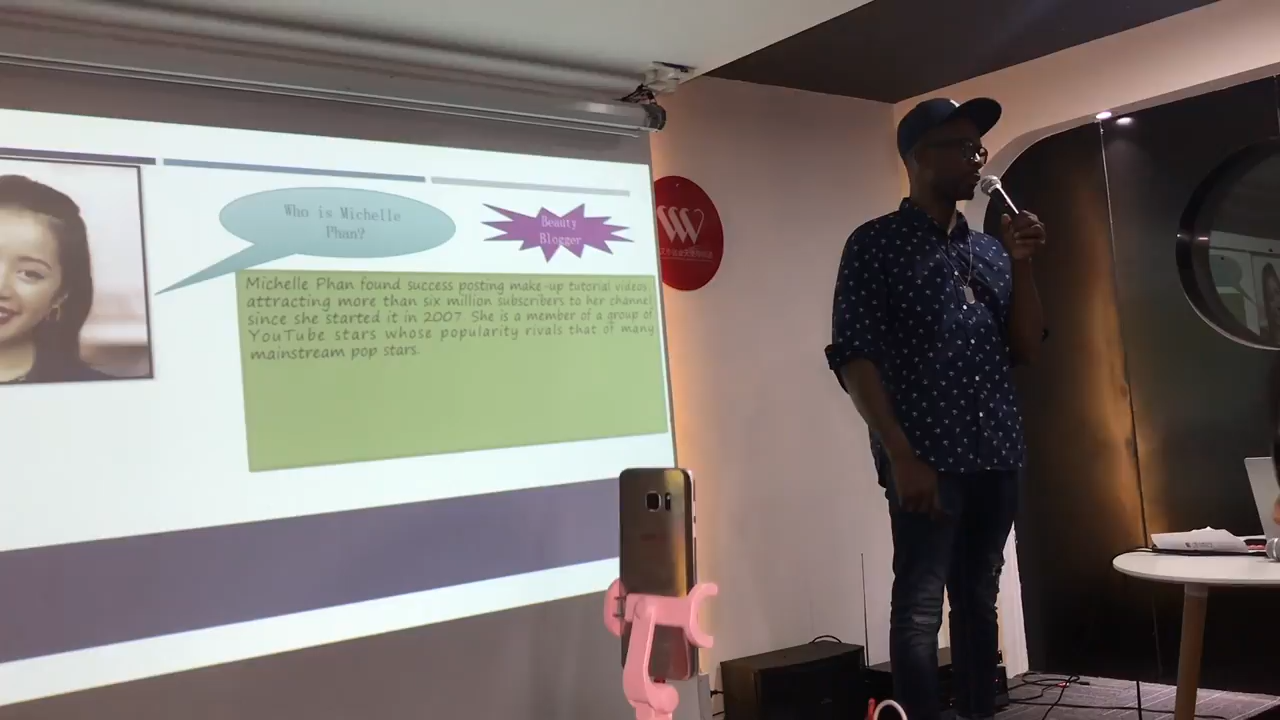 Who is Michelle
Phan?
Beauty
Blogger
Michelle Phan found success posting make-up tutorial videos,
attracting more than six million subscribers to her channel
since she started it in 2007. She is a member of a group of
YouTube stars whose popularity rivals that of many
mainstream pop stars.